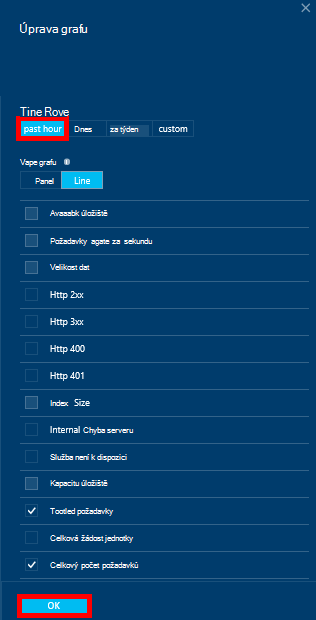 Úprava grafu
Tine Rove
past hour Dnes za týden custom
Vape grafu
Panel Line
Avaaabk úložiště
Požadavky agate za sekundu
Velikost dat
Http 2xx
Http 3xx
Http 400
Http 401
Index Size
Internal Chyba serveru
Služba není k dispozici
Kapacitu úložiště
Tootled požadavky
Celková žádost jednotky
Celkový počet požadavků
OK